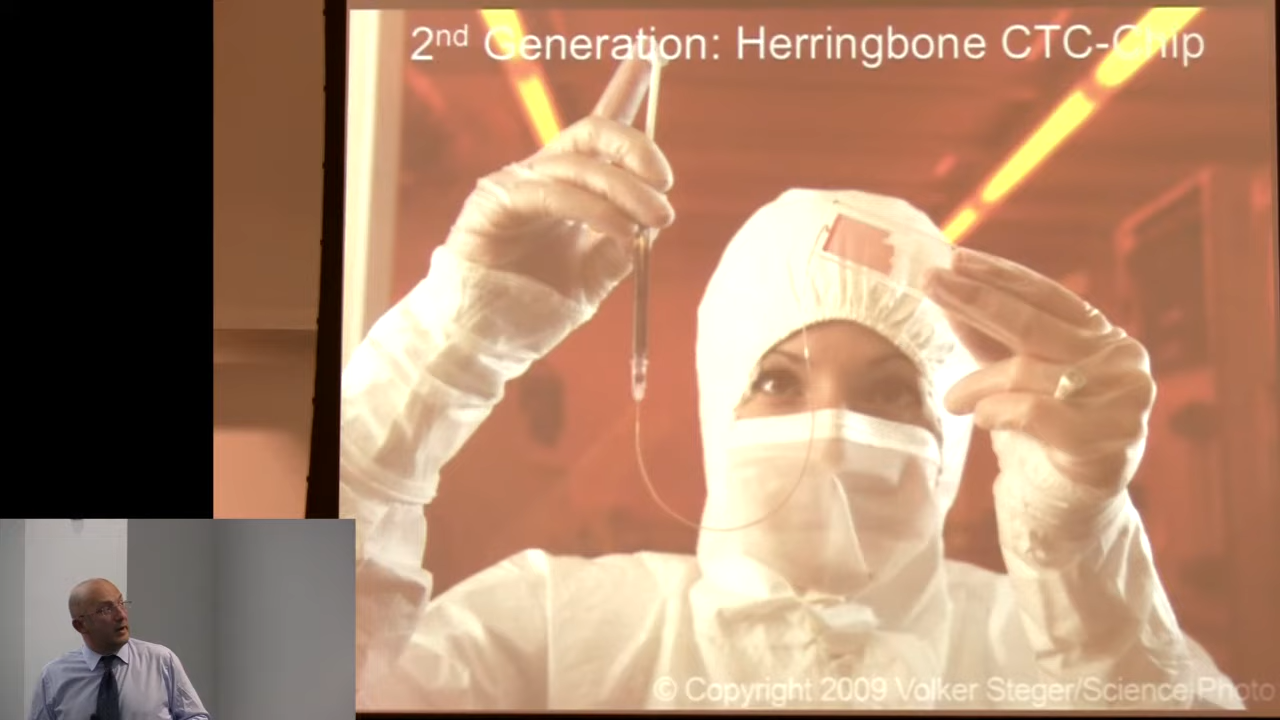 2nd Generation: Herringbone CTC-Chip
© Copyright 2009 Volker Steger/Science Photo